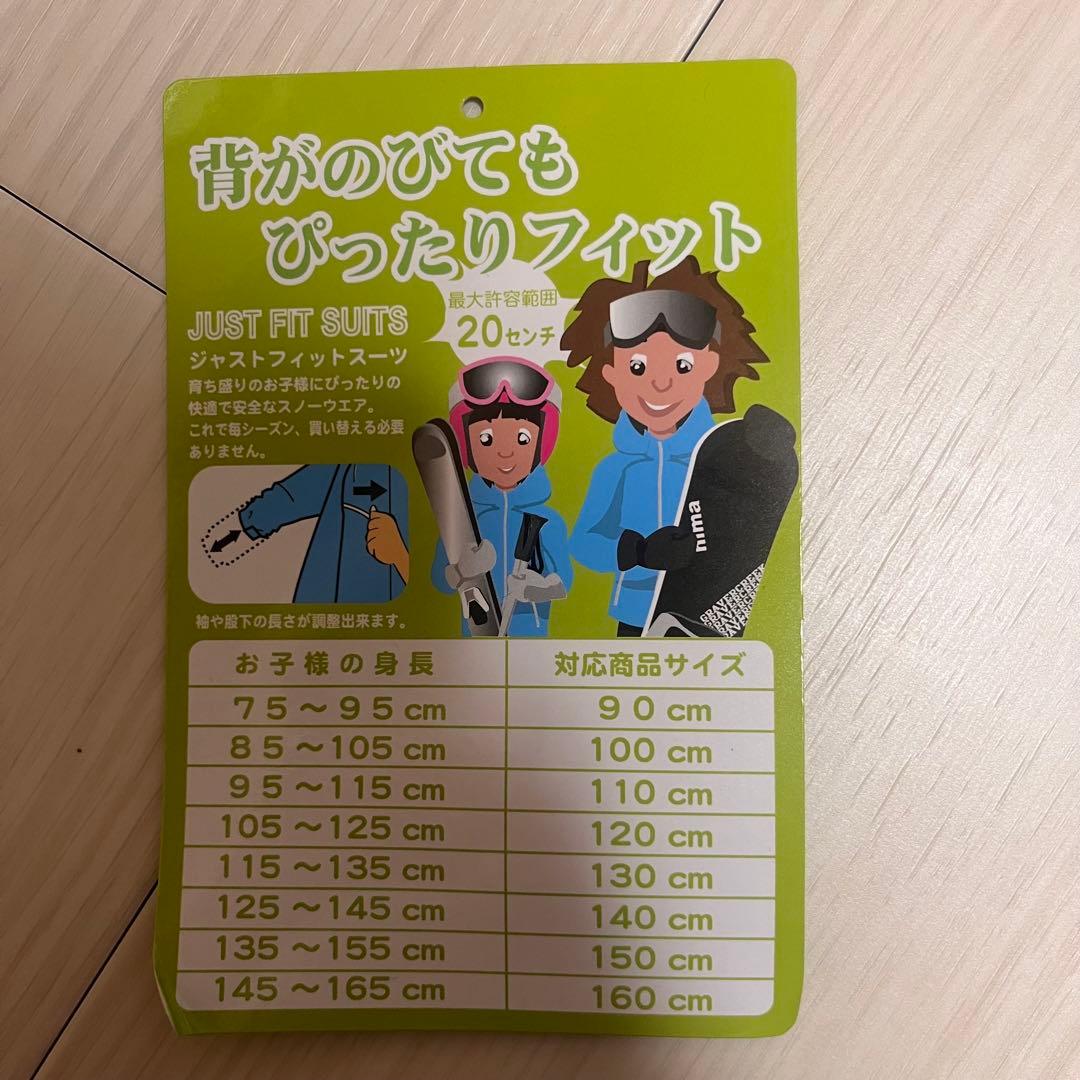 背がのびても
ぴったりフィット
最大許容範囲
20センチ
JUST FIT SUITS
ジャストフィットスーツ
育ち盛りのお子様にぴったりの
快適で安全なスノーウエア。
これで毎シーズン、買い替える必要
ありません。
袖や股下の長さが調整出来ます。
nima
GRAVERCREEK
お子様の身長 対応商品サイズ
75～95cm 90cm
85～105cm 100cm
95～115cm 110cm
105～125cm 120cm
115～135cm 130cm
125～145cm 140cm
135～155cm 150cm
145～165cm 160cm